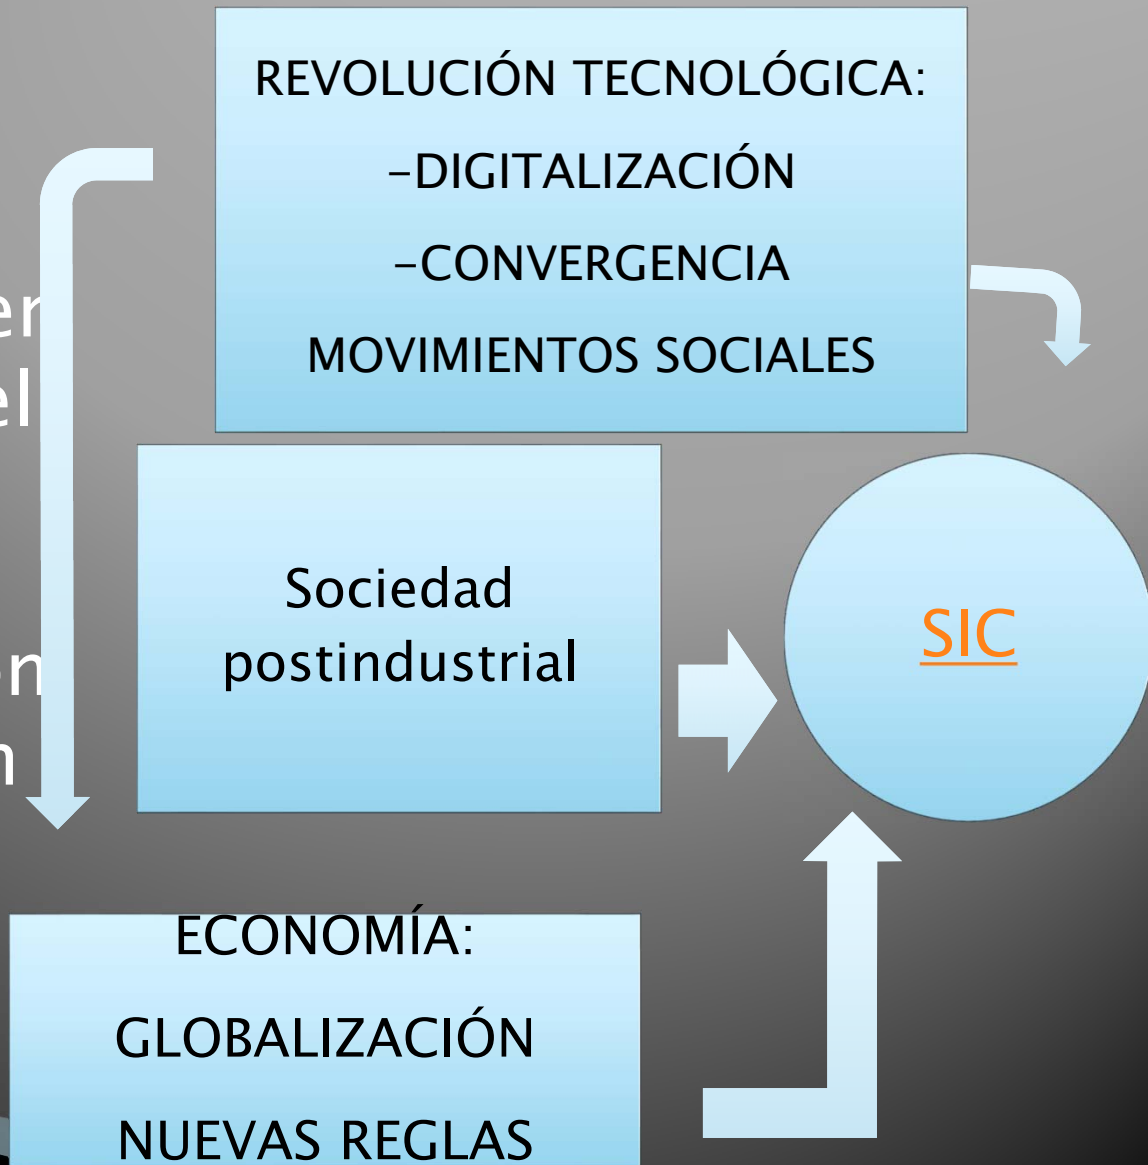 REVOLUCIÓN TECNOLÓGICA:
-DIGITALIZACIÓN
-CONVERGENCIA
MOVIMIENTOS SOCIALES
Sociedad
postindustrial
SIC
ECONOMÍA:
GLOBALIZACIÓN
NUEVAS REGLAS